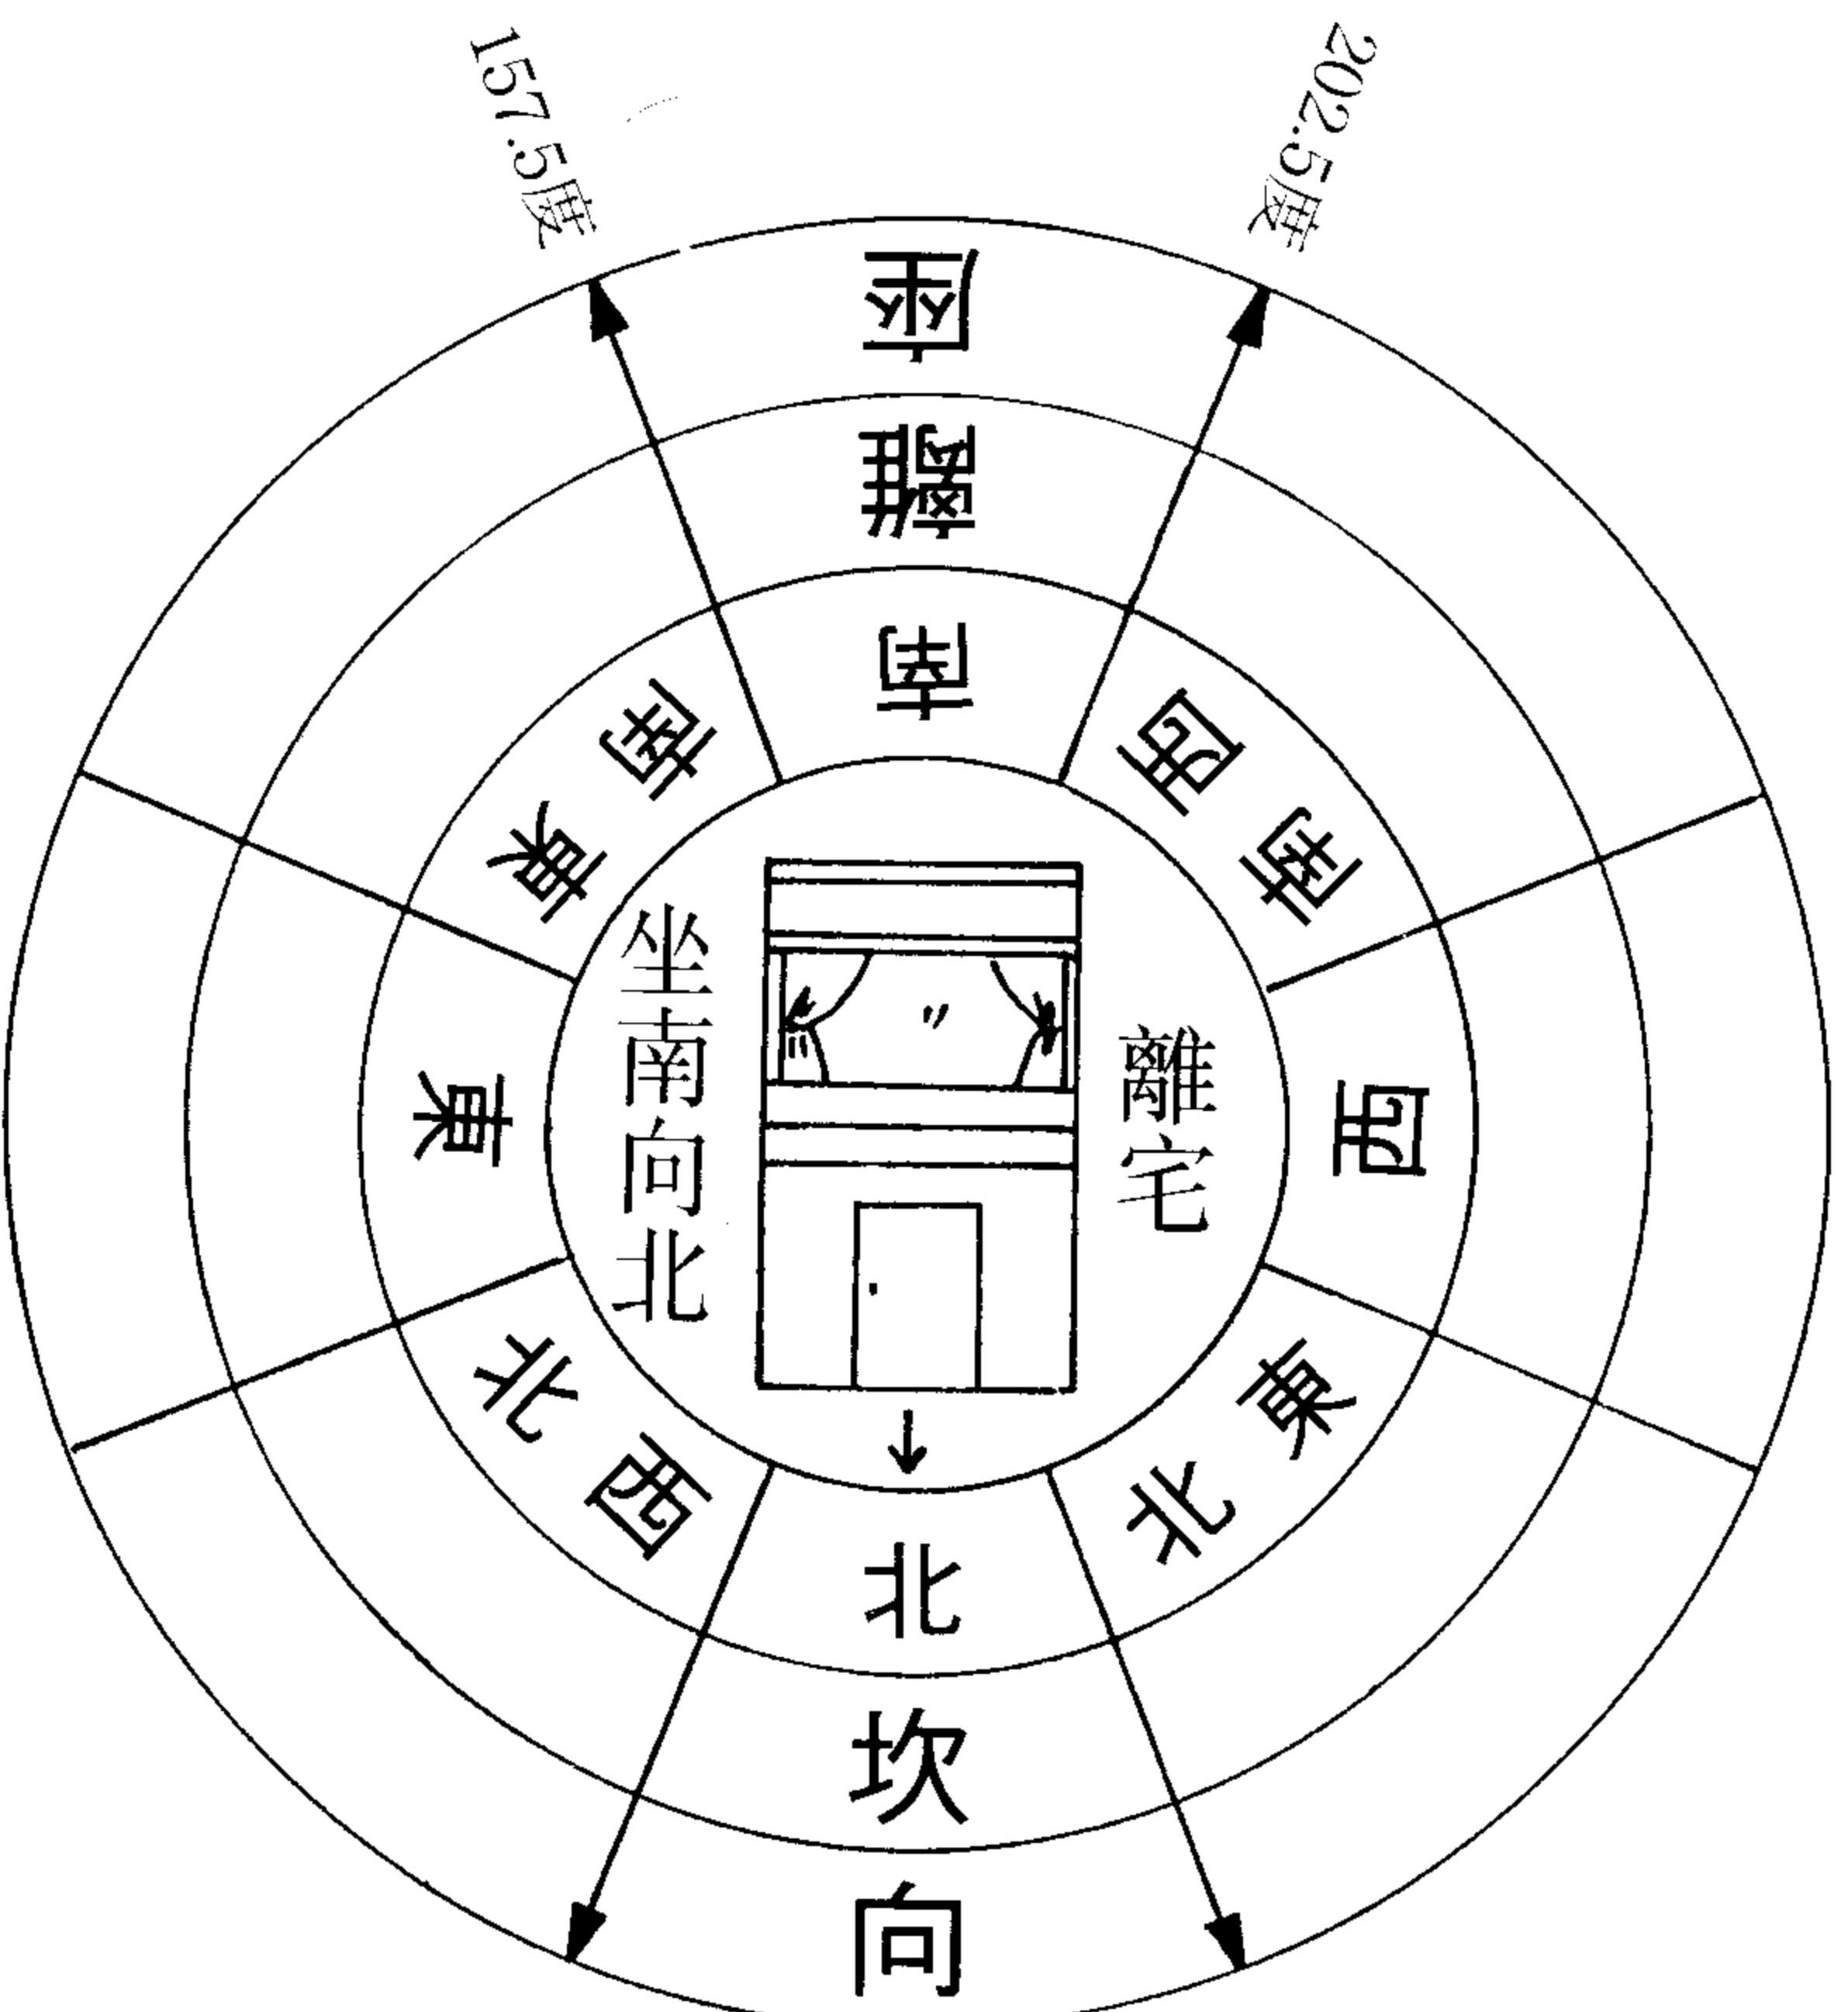 157.5度
202.5度
座
離
南
東南
西南
東
西
坐南向北
離宅
西北
東北
北
坎
向